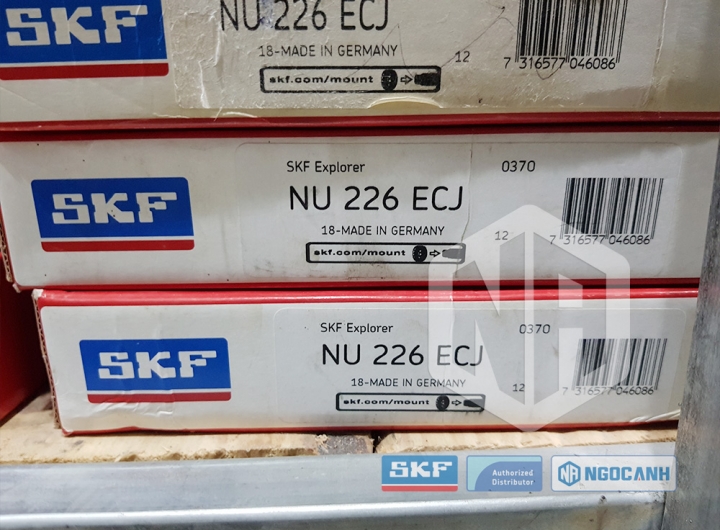 SKF
NU 226 ECJ
18-MADE IN GERMANY
skf.com/mount
12
7 316577 046086
SKF
SKF Explorer
0370
NU 226 ECJ
18-MADE IN GERMANY
skf.com/mount
12
7 316577 046086
SKF
SKF Explorer
0370
NU 226 ECJ
18-MADE IN GERMANY
skf.com/mount
12
7 316577 046086
SKF
Authorized
Distributor
NGOCANH